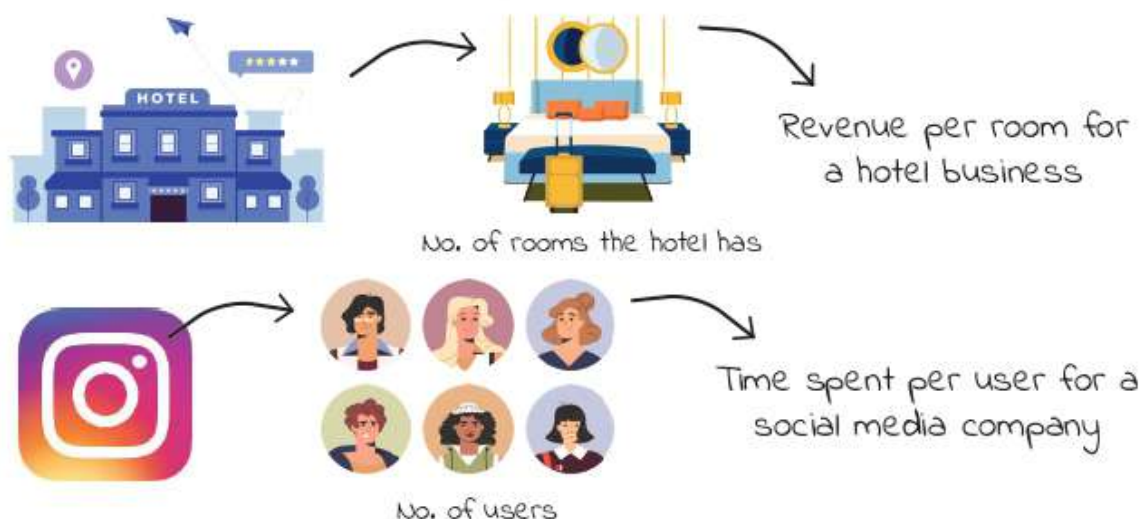 HOTEL
Revenue per room for
a hotel business
No. of rooms the hotel has
Time spent per user for a
social media company
No. of users